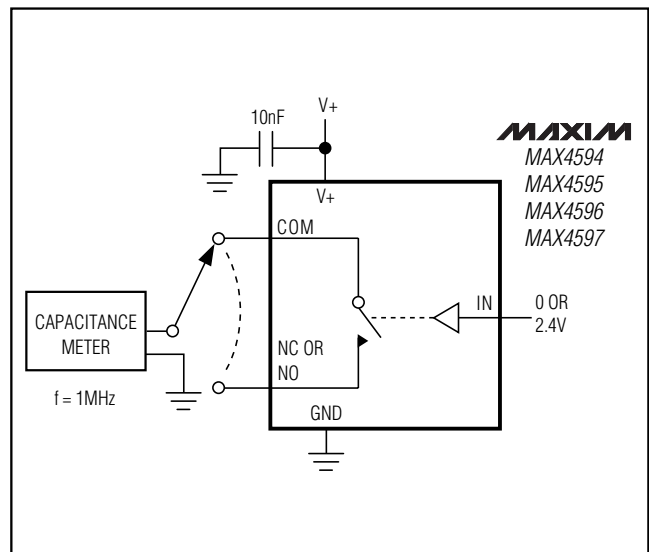 10nF
V+
MAXIM
MAX4594
MAX4595
MAX4596
MAX4597
V+
COM
IN
0 OR
2.4V
CAPACITANCE
METER
NC OR
NO
f = 1MHz
GND